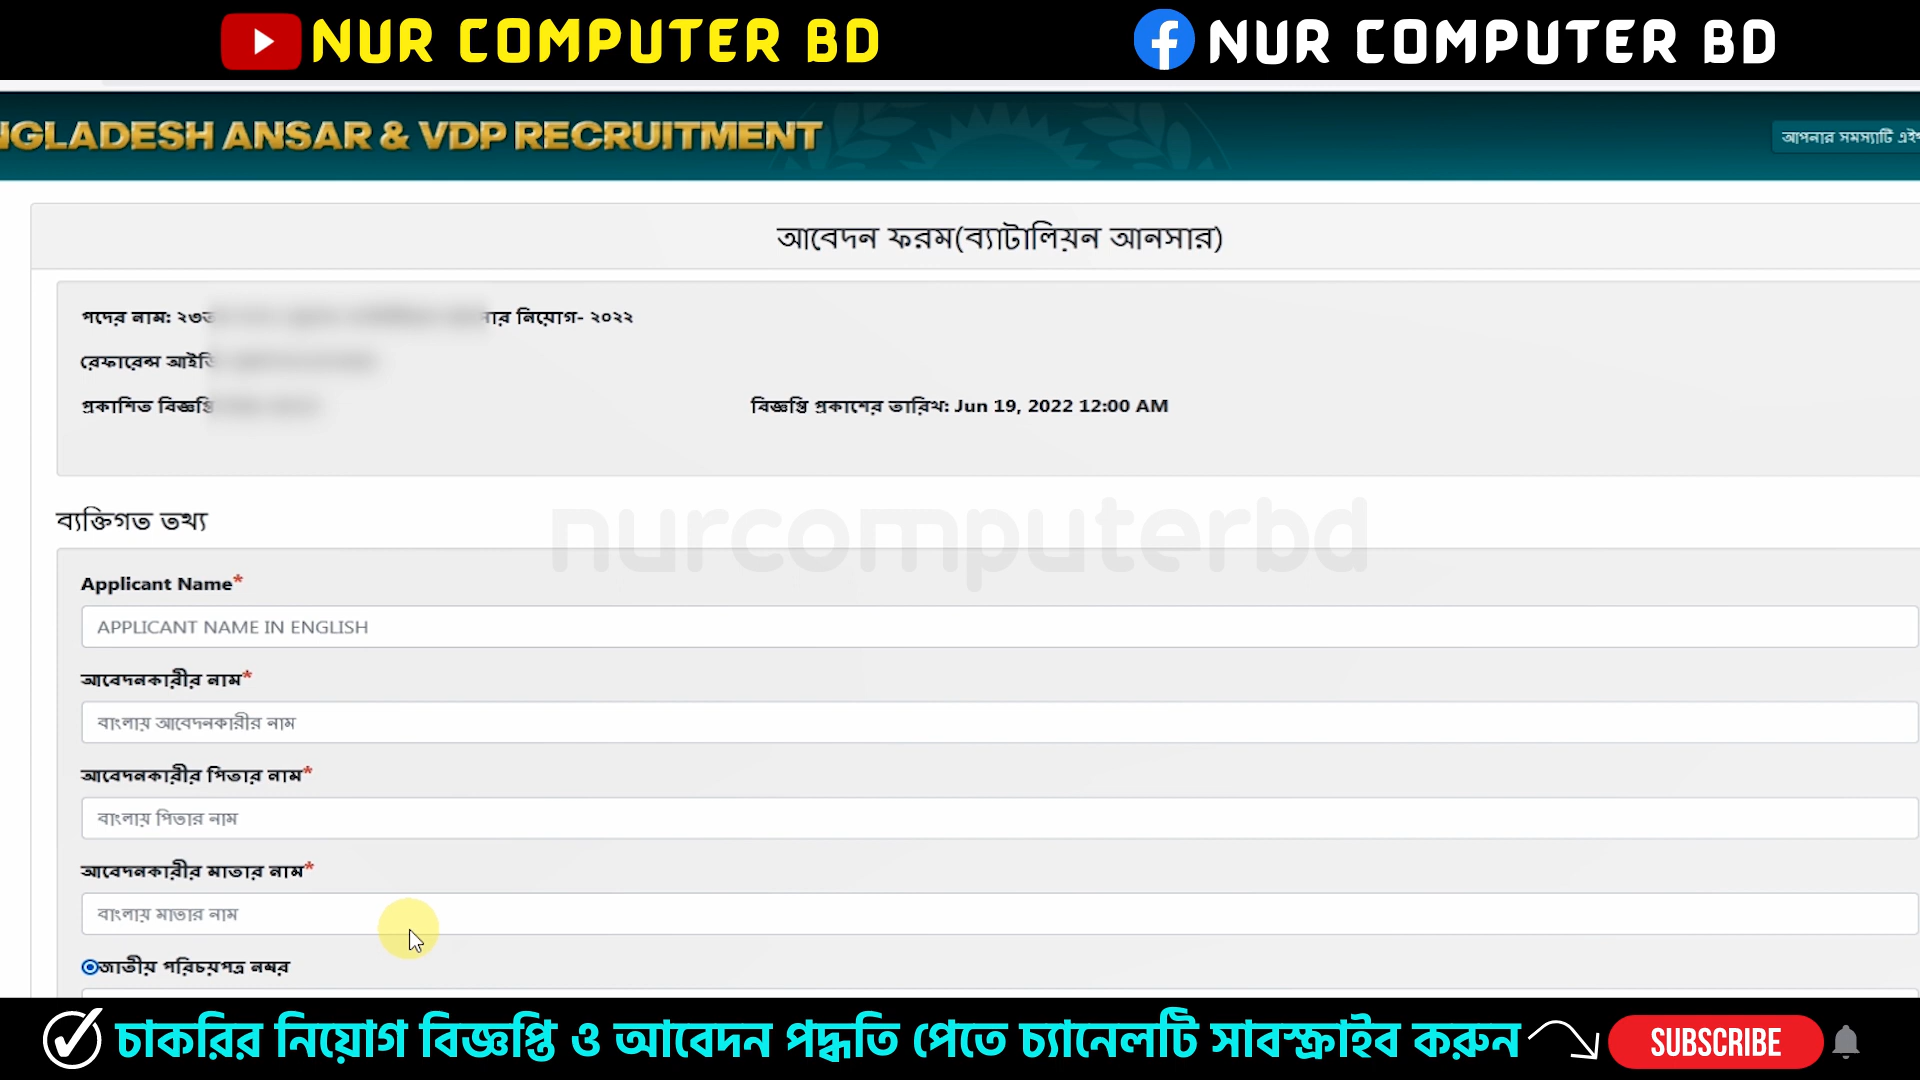 NUR COMPUTER BD
NUR COMPUTER BD
NGLADESH ANSAR & VDP RECRUITMENT
আপনার সমস্যাটি
আবেদন ফরম(ব্যাটালিয়ন আনসার)
পদের নাম: ২৩ নিয়োগ- ২০২২
রেফারেন্স আইডি
প্রকাশিত বিজ্ঞপ্তি
বিজ্ঞপ্তি প্রকাশের তারিখ: Jun 19, 2022 12:00 AM
ব্যক্তিগত তথ্য
nurcomputerbd
Applicant Name*
APPLICANT NAME IN ENGLISH
আবেদনকারীর নাম*
বাংলায় আবেদনকারীর নাম
আবেদনকারীর পিতার নাম*
বাংলায় পিতার নাম
আবেদনকারীর মাতার নাম*
বাংলায় মাতার নাম
জাতীয় পরিচয়পত্র নম্বর
চাকরির নিয়োগ বিজ্ঞপ্তি ও আবেদন পদ্ধতি পেতে চ্যানেলটি সাবস্ক্রাইব করুন
SUBSCRIBE